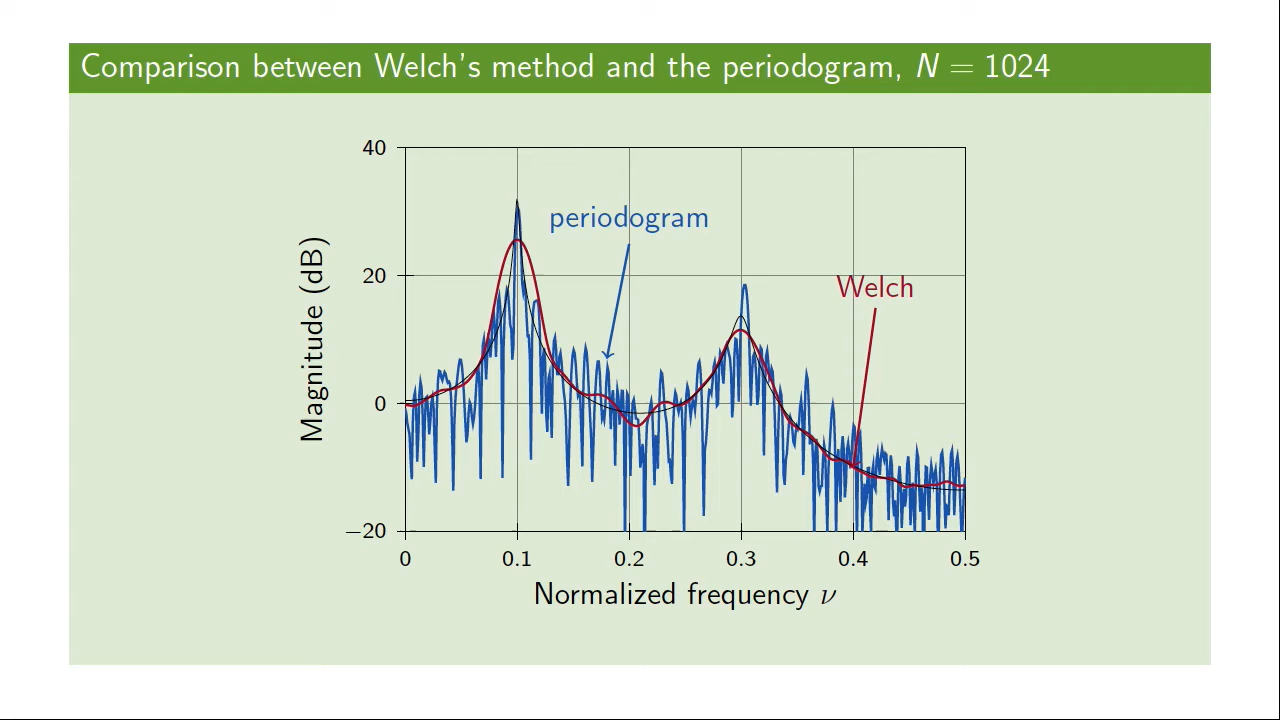 Comparison between Welch's method and the periodogram, N = 1024
40
periodogram
20
Welch
0
−20
Magnitude (dB)
0 0.1 0.2 0.3 0.4 0.5
Normalized frequency ν